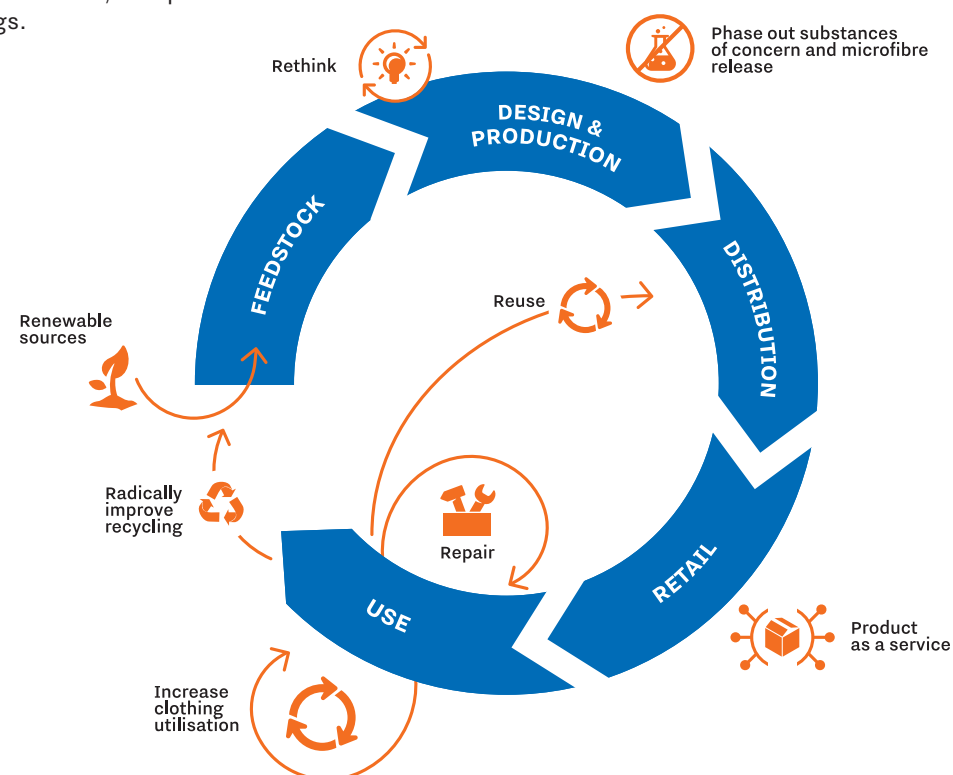 gs.
Rethink
Phase out substances
of concern and microfibre
release
DESIGN &
PRODUCTION
FEEDSTOCK
DISTRIBUTION
Reuse
Renewable
sources
Radically
improve
recycling
Repair
RETAIL
USE
Product
as a service
Increase
clothing
utilisation